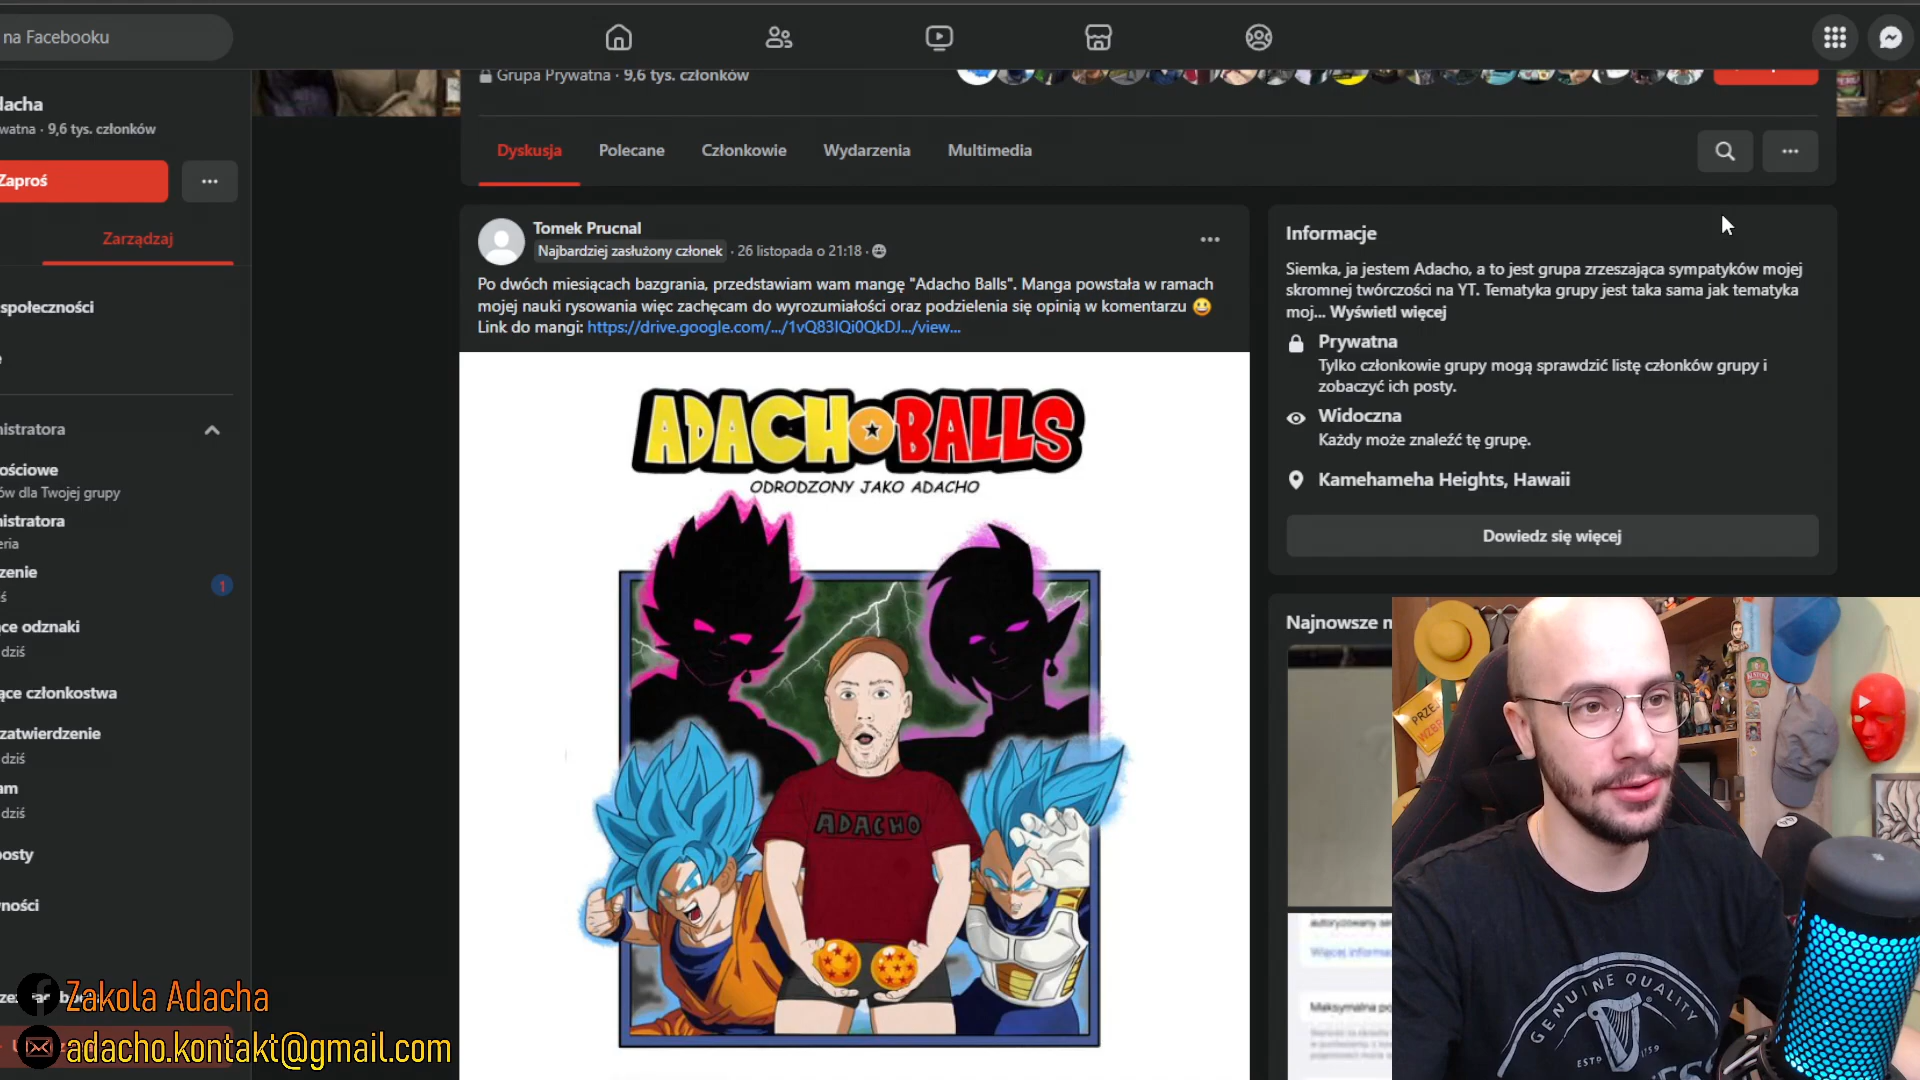 na Facebooku
dacha
watna · 9,6 tys. członków
Zaproś
Zarządzaj
społeczności
nistratora
ościowe
ów dla Twojej grupy
nistratora
eria
zenie
1
ś
ce odznaki
dziś
ące członkostwa
zatwierdzenie
dziś
am
dziś
posty
ności
Zakola Adacha
adacho.kontakt@gmail.com
Grupa Prywatna · 9,6 tys. członków
Dyskusja
Polecane
Członkowie
Wydarzenia
Multimedia
Tomek Prucnal
Najbardziej zasłużony członek · 26 listopada o 21:18 ·
Po dwóch miesiącach bazgrania, przedstawiam wam mangę "Adacho Balls". Manga powstała w ramach
mojej nauki rysowania więc zachęcam do wyrozumiałości oraz podzielenia się opinią w komentarzu 😀
Link do mangi: https://drive.google.com/.../1vQ83IQi0QkDJ.../view...
ADACHO BALLS
ODRODZONY JAKO ADACHO
ADACHO
Informacje
Siemka, ja jestem Adacho, a to jest grupa zrzeszająca sympatyków mojej
skromnej twórczości na YT. Tematyka grupy jest taka sama jak tematyka
moj... Wyświetl więcej
Prywatna
Tylko członkowie grupy mogą sprawdzić listę członków grupy i
zobaczyć ich posty.
Widoczna
Każdy może znaleźć tę grupę.
Kamehameha Heights, Hawaii
Dowiedz się więcej
Najnowsze
GENUINE QUALITY
ESTD 1759